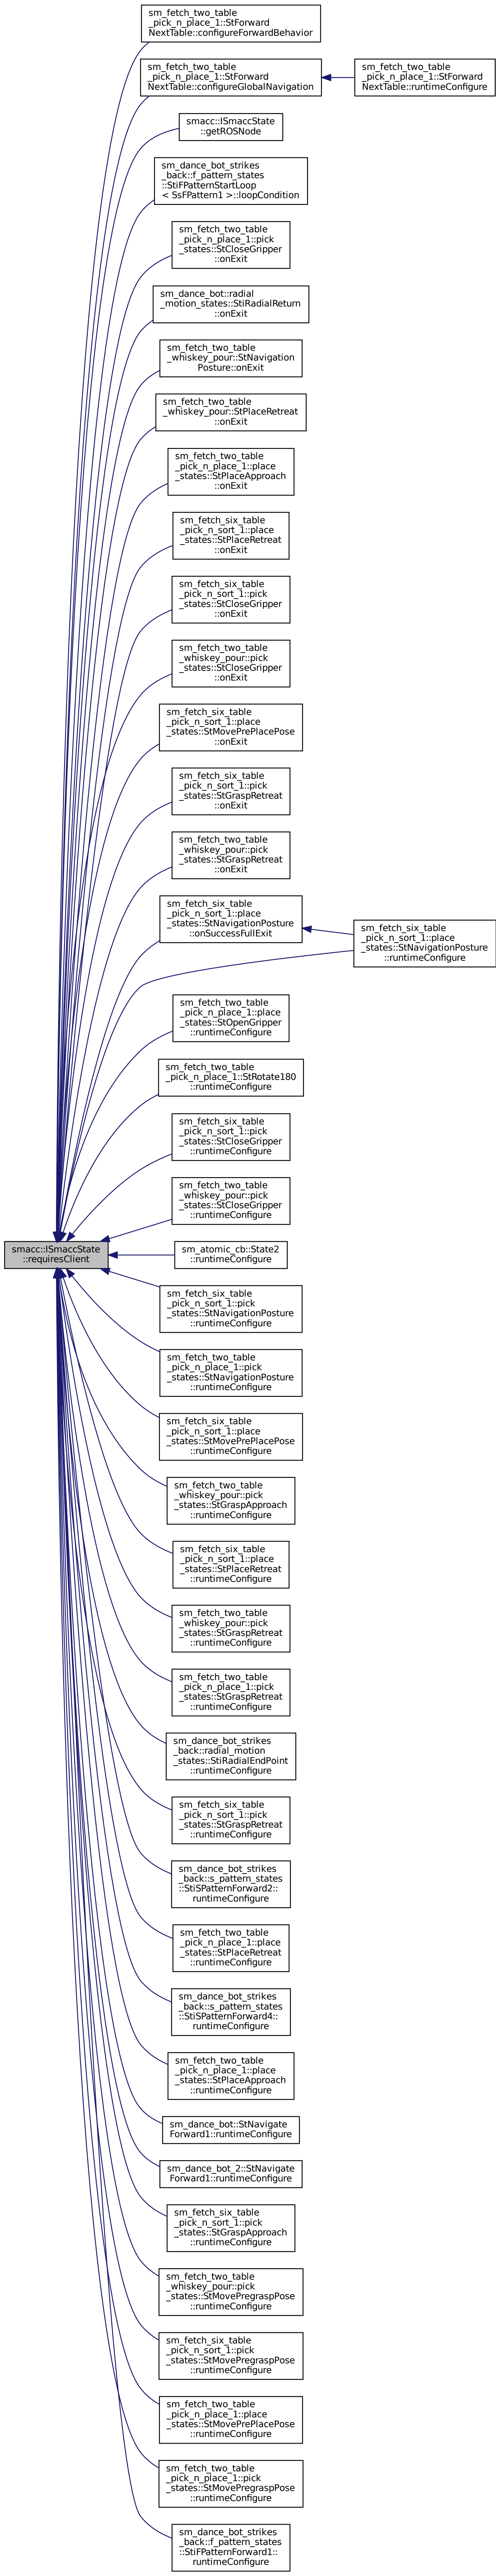 sm_fetch_two_table
_pick_n_place_1::StForward
NextTable::configureForwardBehavior
sm_fetch_two_table
_pick_n_place_1::StForward
NextTable::configureGlobalNavigation
sm_fetch_two_table
_pick_n_place_1::StForward
NextTable::runtimeConfigure
smacc::ISmaccState
::getROSNode
sm_dance_bot_strikes
_back::f_pattern_states
::StiFPatternStartLoop
< SsFPattern1 >::loopCondition
sm_fetch_two_table
_pick_n_place_1::pick
_states::StCloseGripper
::onExit
sm_dance_bot::radial
_motion_states::StiRadialReturn
::onExit
sm_fetch_two_table
_whiskey_pour::StNavigation
Posture::onExit
sm_fetch_two_table
_whiskey_pour::StPlaceRetreat
::onExit
sm_fetch_two_table
_pick_n_place_1::place
_states::StPlaceApproach
::onExit
sm_fetch_six_table
_pick_n_sort_1::place
_states::StPlaceRetreat
::onExit
sm_fetch_six_table
_pick_n_sort_1::pick
_states::StCloseGripper
::onExit
sm_fetch_two_table
_whiskey_pour::pick
_states::StCloseGripper
::onExit
sm_fetch_six_table
_pick_n_sort_1::place
_states::StMovePrePlacePose
::onExit
sm_fetch_six_table
_pick_n_sort_1::pick
_states::StGraspRetreat
::onExit
sm_fetch_two_table
_whiskey_pour::pick
_states::StGraspRetreat
::onExit
sm_fetch_six_table
_pick_n_sort_1::place
_states::StNavigationPosture
::onSuccessFullExit
sm_fetch_six_table
_pick_n_sort_1::place
_states::StNavigationPosture
::runtimeConfigure
sm_fetch_two_table
_pick_n_place_1::place
_states::StOpenGripper
::runtimeConfigure
sm_fetch_two_table
_pick_n_place_1::StRotate180
::runtimeConfigure
sm_fetch_six_table
_pick_n_sort_1::pick
_states::StCloseGripper
::runtimeConfigure
sm_fetch_two_table
_whiskey_pour::pick
_states::StCloseGripper
::runtimeConfigure
smacc::ISmaccState
::requiresClient
sm_atomic_cb::State2
::runtimeConfigure
sm_fetch_six_table
_pick_n_sort_1::pick
_states::StNavigationPosture
::runtimeConfigure
sm_fetch_two_table
_pick_n_place_1::pick
_states::StNavigationPosture
::runtimeConfigure
sm_fetch_six_table
_pick_n_sort_1::place
_states::StMovePrePlacePose
::runtimeConfigure
sm_fetch_two_table
_whiskey_pour::pick
_states::StGraspApproach
::runtimeConfigure
sm_fetch_six_table
_pick_n_sort_1::place
_states::StPlaceRetreat
::runtimeConfigure
sm_fetch_two_table
_whiskey_pour::pick
_states::StGraspRetreat
::runtimeConfigure
sm_fetch_two_table
_pick_n_place_1::pick
_states::StGraspRetreat
::runtimeConfigure
sm_dance_bot_strikes
_back::radial_motion
_states::StiRadialEndPoint
::runtimeConfigure
sm_fetch_six_table
_pick_n_sort_1::pick
_states::StGraspRetreat
::runtimeConfigure
sm_dance_bot_strikes
_back::s_pattern_states
::StiSPatternForward2::
runtimeConfigure
sm_fetch_two_table
_pick_n_place_1::place
_states::StPlaceRetreat
::runtimeConfigure
sm_dance_bot_strikes
_back::s_pattern_states
::StiSPatternForward4::
runtimeConfigure
sm_fetch_two_table
_pick_n_place_1::place
_states::StPlaceApproach
::runtimeConfigure
sm_dance_bot::StNavigate
Forward1::runtimeConfigure
sm_dance_bot_2::StNavigate
Forward1::runtimeConfigure
sm_fetch_six_table
_pick_n_sort_1::pick
_states::StGraspApproach
::runtimeConfigure
sm_fetch_two_table
_whiskey_pour::pick
_states::StMovePregraspPose
::runtimeConfigure
sm_fetch_six_table
_pick_n_sort_1::pick
_states::StMovePregraspPose
::runtimeConfigure
sm_fetch_two_table
_pick_n_place_1::place
_states::StMovePrePlacePose
::runtimeConfigure
sm_fetch_two_table
_pick_n_place_1::pick
_states::StMovePregraspPose
::runtimeConfigure
sm_dance_bot_strikes
_back::f_pattern_states
::StiFPatternForward1::
runtimeConfigure